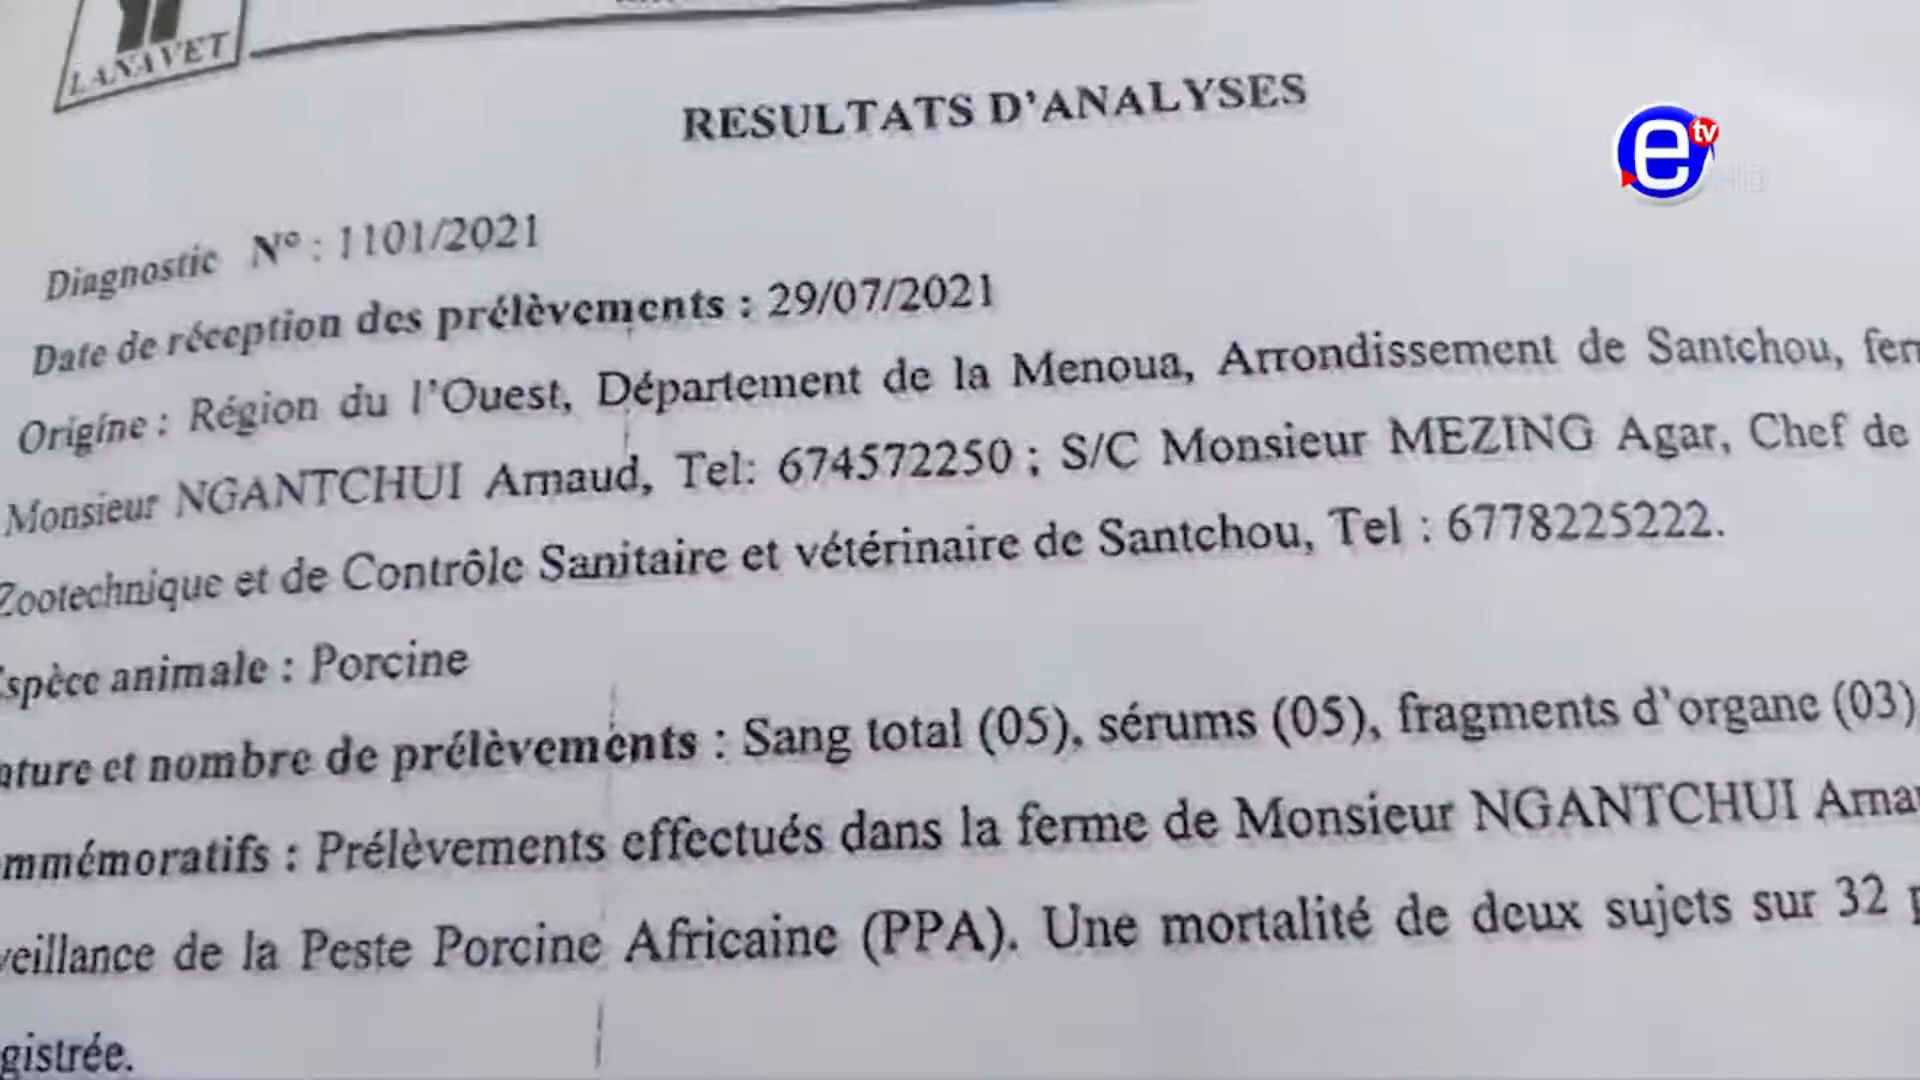 LANAVET
RESULTATS D'ANALYSES
e tv
HD
Diagnostic N° : 1101/2021
Date de réception des prélèvements : 29/07/2021
Origine : Région du l'Ouest, Département de la Menoua, Arrondissement de Santchou, fer
Monsieur NGANTCHUI Arnaud, Tel: 674572250 ; S/C Monsieur MEZING Agar, Chef de
Zootechnique et de Contrôle Sanitaire et vétérinaire de Santchou, Tel : 6778225222.
Espèce animale : Porcine
ature et nombre de prélèvements : Sang total (05), sérums (05), fragments d'organe (03)
mmémoratifs : Prélèvements effectués dans la ferme de Monsieur NGANTCHUI Arna
veillance de la Peste Porcine Africaine (PPA). Une mortalité de deux sujets sur 32 p
gistrée.